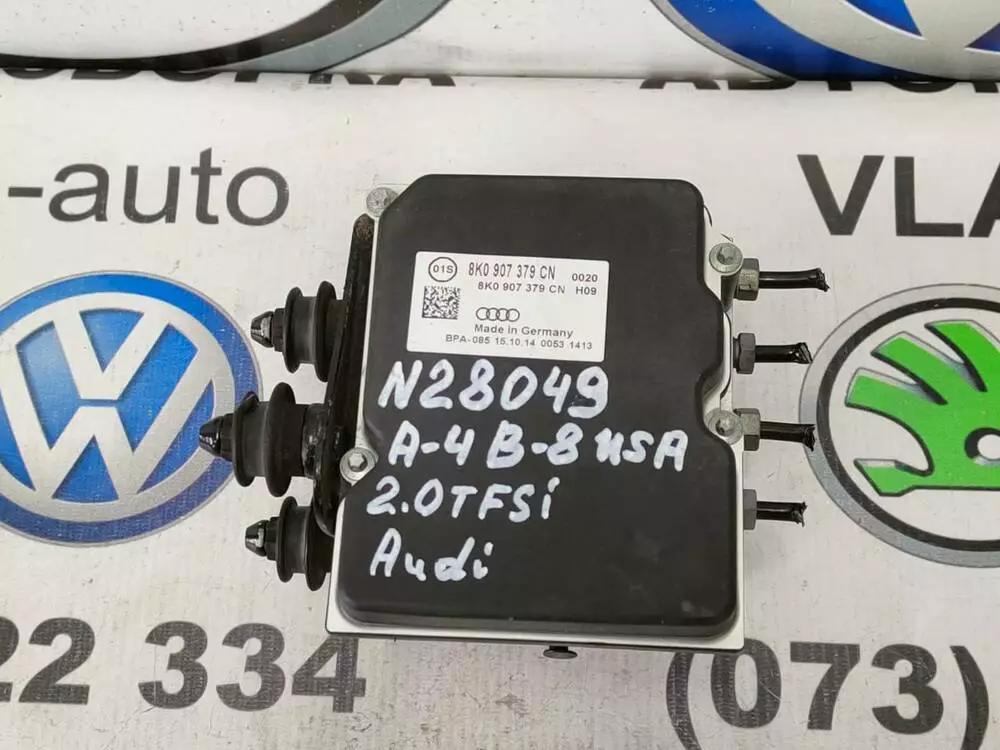 -auto
VLA
01S 8K0 907 379 CN 0020
8K0 907 379 CN H09
Made in Germany
BPA-085 15.10.14 0053 1413
N28049
A-4 B-8 USA
2.0TFSi
Audi
22 334
(073)